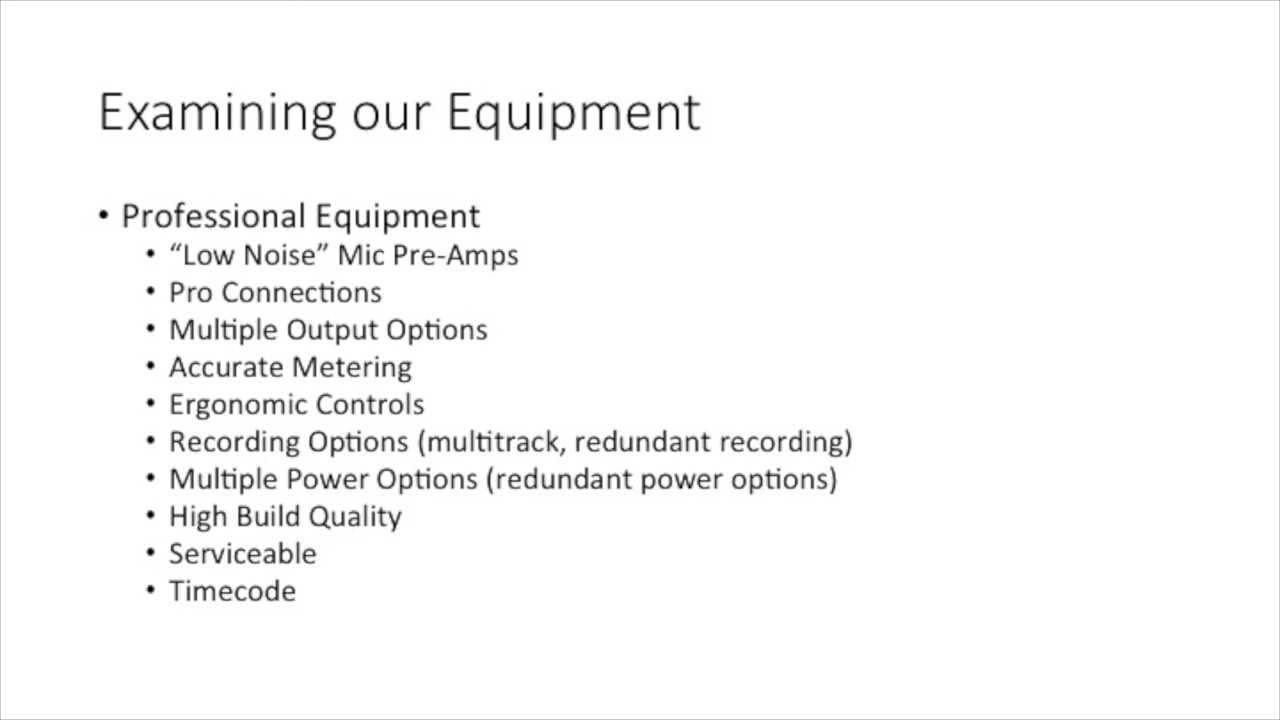 Examining our Equipment
• Professional Equipment
• “Low Noise” Mic Pre-Amps
• Pro Connections
• Multiple Output Options
• Accurate Metering
• Ergonomic Controls
• Recording Options (multitrack, redundant recording)
• Multiple Power Options (redundant power options)
• High Build Quality
• Serviceable
• Timecode